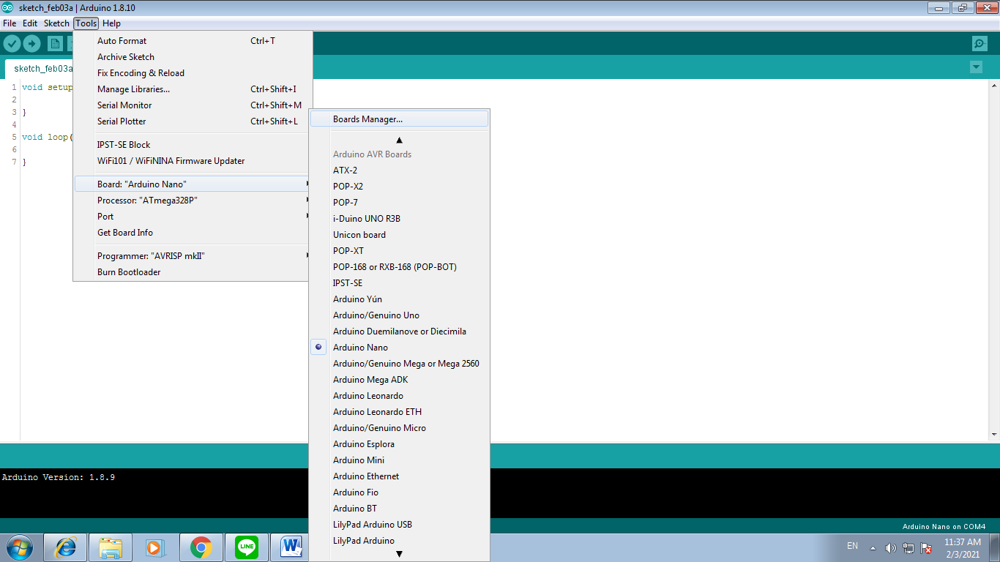 sketch_feb03a | Arduino 1.8.10
File Edit Sketch Tools Help
sketch_feb03a
1 void setup
2
3 }
4
5 void loop(
6
7 }
Auto Format Ctrl+T
Archive Sketch
Fix Encoding & Reload
Manage Libraries... Ctrl+Shift+I
Serial Monitor Ctrl+Shift+M
Serial Plotter Ctrl+Shift+L
IPST-SE Block
WiFi101 / WiFiNINA Firmware Updater
Board: "Arduino Nano"
Processor: "ATmega328P"
Port
Get Board Info
Programmer: "AVRISP mkII"
Burn Bootloader
Boards Manager...
Arduino AVR Boards
ATX-2
POP-X2
POP-7
i-Duino UNO R3B
Unicon board
POP-XT
POP-168 or RXB-168 (POP-BOT)
IPST-SE
Arduino Yún
Arduino/Genuino Uno
Arduino Duemilanove or Diecimila
Arduino Nano
Arduino/Genuino Mega or Mega 2560
Arduino Mega ADK
Arduino Leonardo
Arduino Leonardo ETH
Arduino/Genuino Micro
Arduino Esplora
Arduino Mini
Arduino Ethernet
Arduino Fio
Arduino BT
LilyPad Arduino USB
LilyPad Arduino
Arduino Version: 1.8.9
Arduino Nano on COM4
LINE
W
EN
11:37 AM
2/3/2021